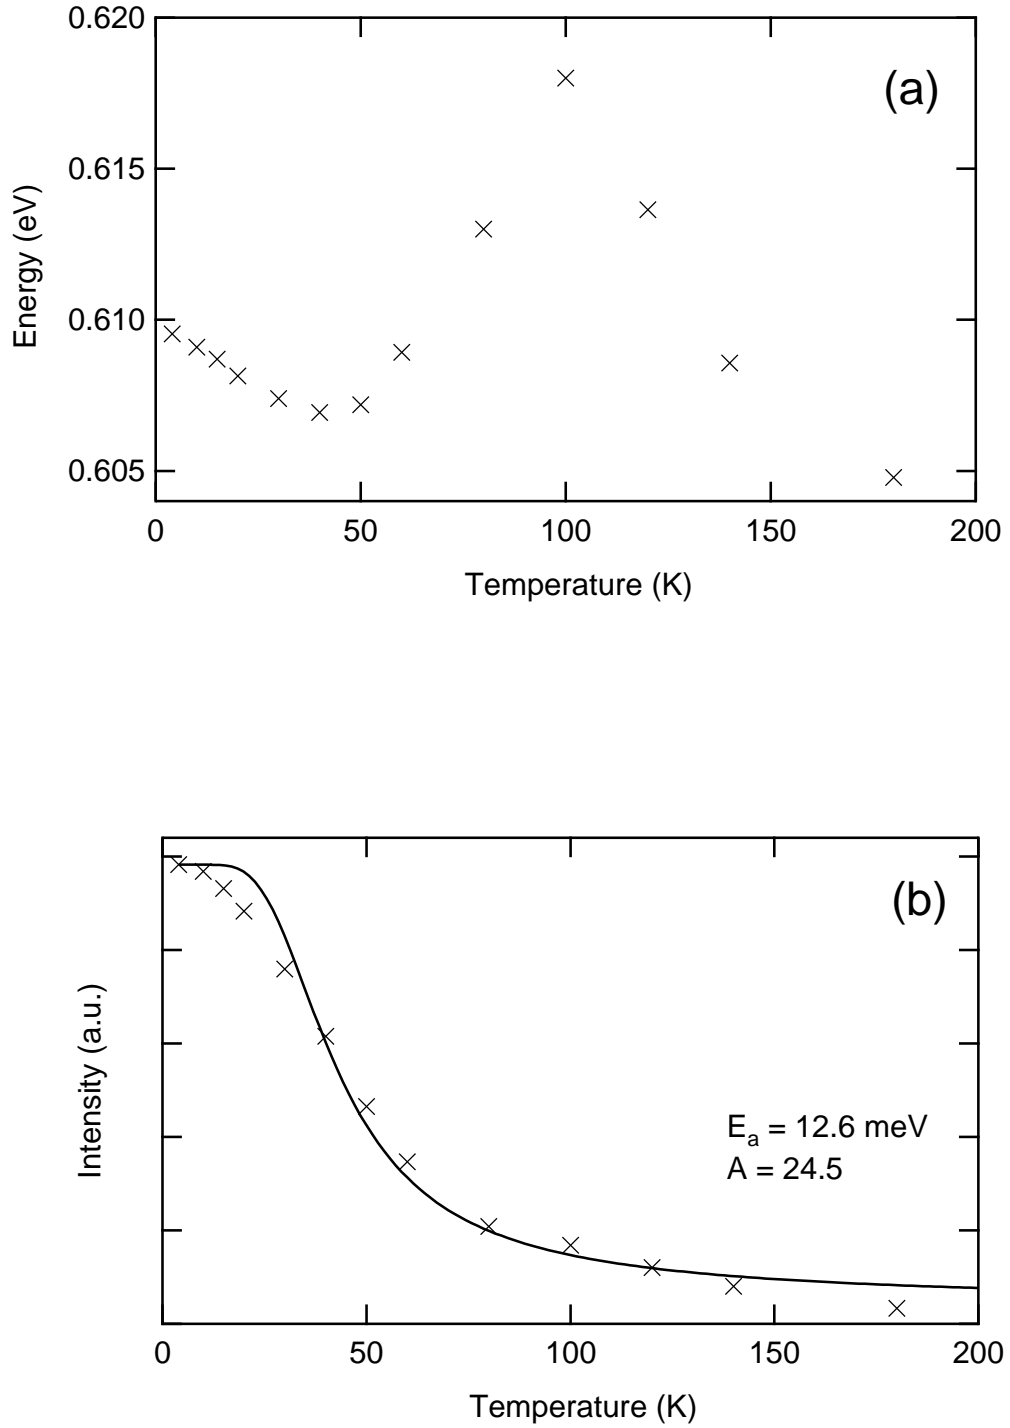 0.620
(a)
0.615
Energy (eV)
0.610
0.605
0 50 100 150 200
Temperature (K)
(b)
Intensity (a.u.)
Eₐ = 12.6 meV
A = 24.5
0 50 100 150 200
Temperature (K)